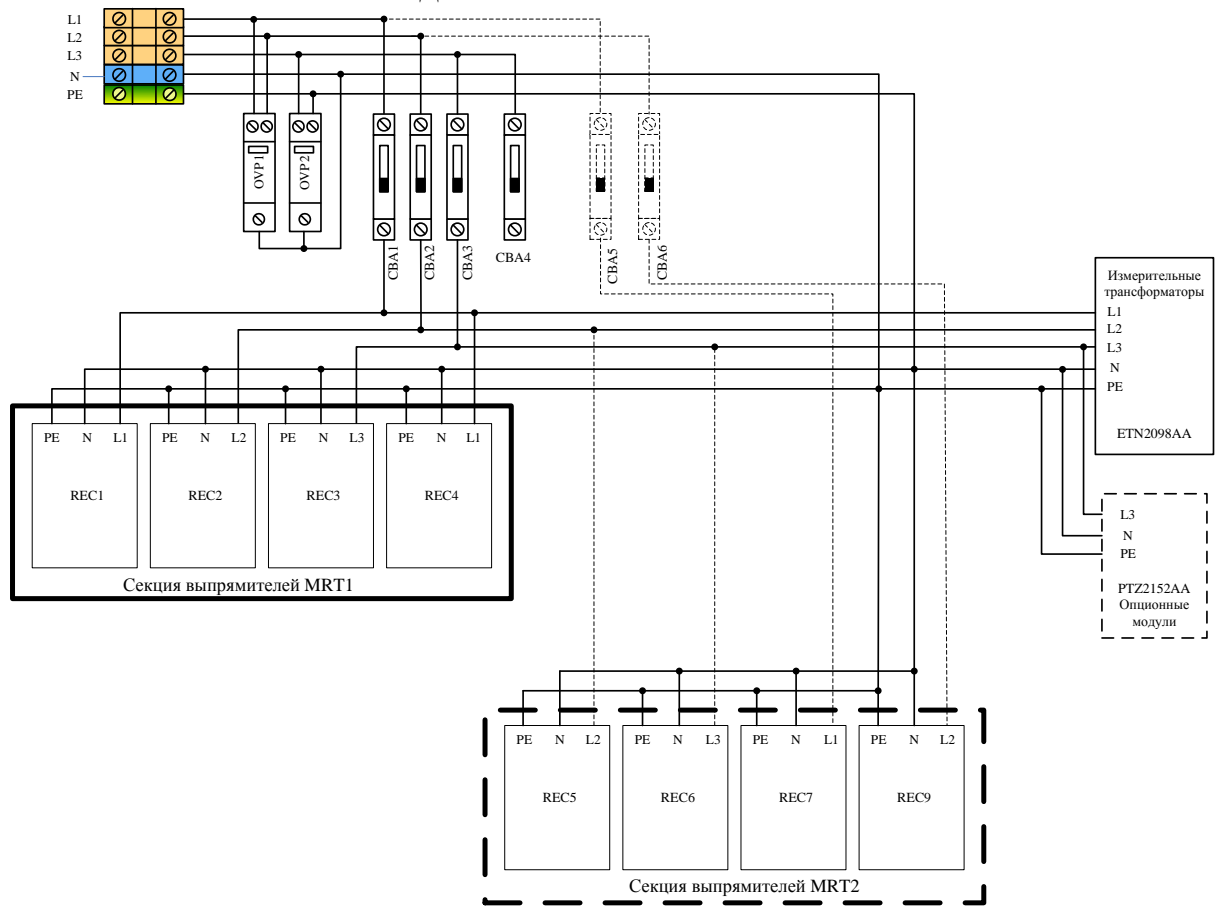 L1
L2
L3
N
PE
OVP1
OVP2
CBA1
CBA2
CBA3
CBA4
CBA5
CBA6
Измерительные
трансформаторы
L1
L2
L3
N
PE
ETN2098AA
PE N L1
PE N L2
PE N L3
PE N L1
REC1
REC2
REC3
REC4
Секция выпрямителей MRT1
L3
N
PE
PTZ2152AA
Опционные
модули
PE N L2
PE N L3
PE N L1
PE N L2
REC5
REC6
REC7
REC9
Секция выпрямителей MRT2